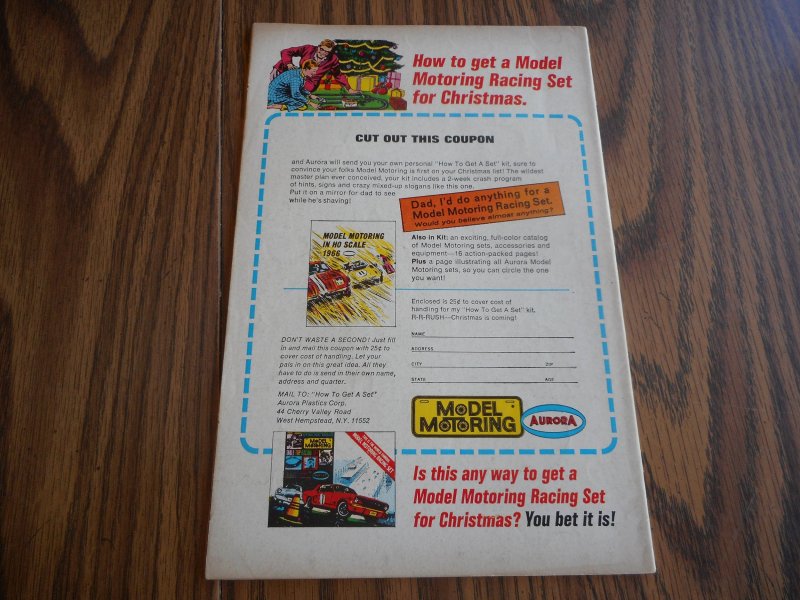 How to get a Model
Motoring Racing Set
for Christmas.
CUT OUT THIS COUPON
and Aurora will send you your own personal "How To Get A Set" kit, sure to
convince your folks Model Motoring is first on your Christmas list! The wildest
master plan ever conceived, your kit includes a 2-week crash program
of hints, signs and crazy mixed-up slogans like this one.
Put it on a mirror for dad to see
while he's shaving!
Dad, I'd do anything for a
Model Motoring Racing Set.
Would you believe almost anything?
MODEL MOTORING
IN HO SCALE
1966
Also in Kit: an exciting, full-color catalog
of Model Motoring sets, accessories and
equipment—16 action-packed pages!
Plus a page illustrating all Aurora Model
Motoring sets, so you can circle the one
you want!
Enclosed is 25¢ to cover cost of
handling for my "How To Get A Set" kit.
R-R-RUSH—Christmas is coming!
NAME
ADDRESS
CITY ZIP
STATE AGE
DON'T WASTE A SECOND! Just fill
in and mail this coupon with 25¢ to
cover cost of handling. Let your
pals in on this great idea. All they
have to do is send in their own name,
address and quarter.
MAIL TO: "How To Get A Set"
Aurora Plastics Corp.
44 Cherry Valley Road
West Hempstead, N.Y. 11552
MODEL
MOTORING
AURORA
MODEL
MOTORING
MODEL MOTORING RACING SET
Is this any way to get a
Model Motoring Racing Set
for Christmas? You bet it is!